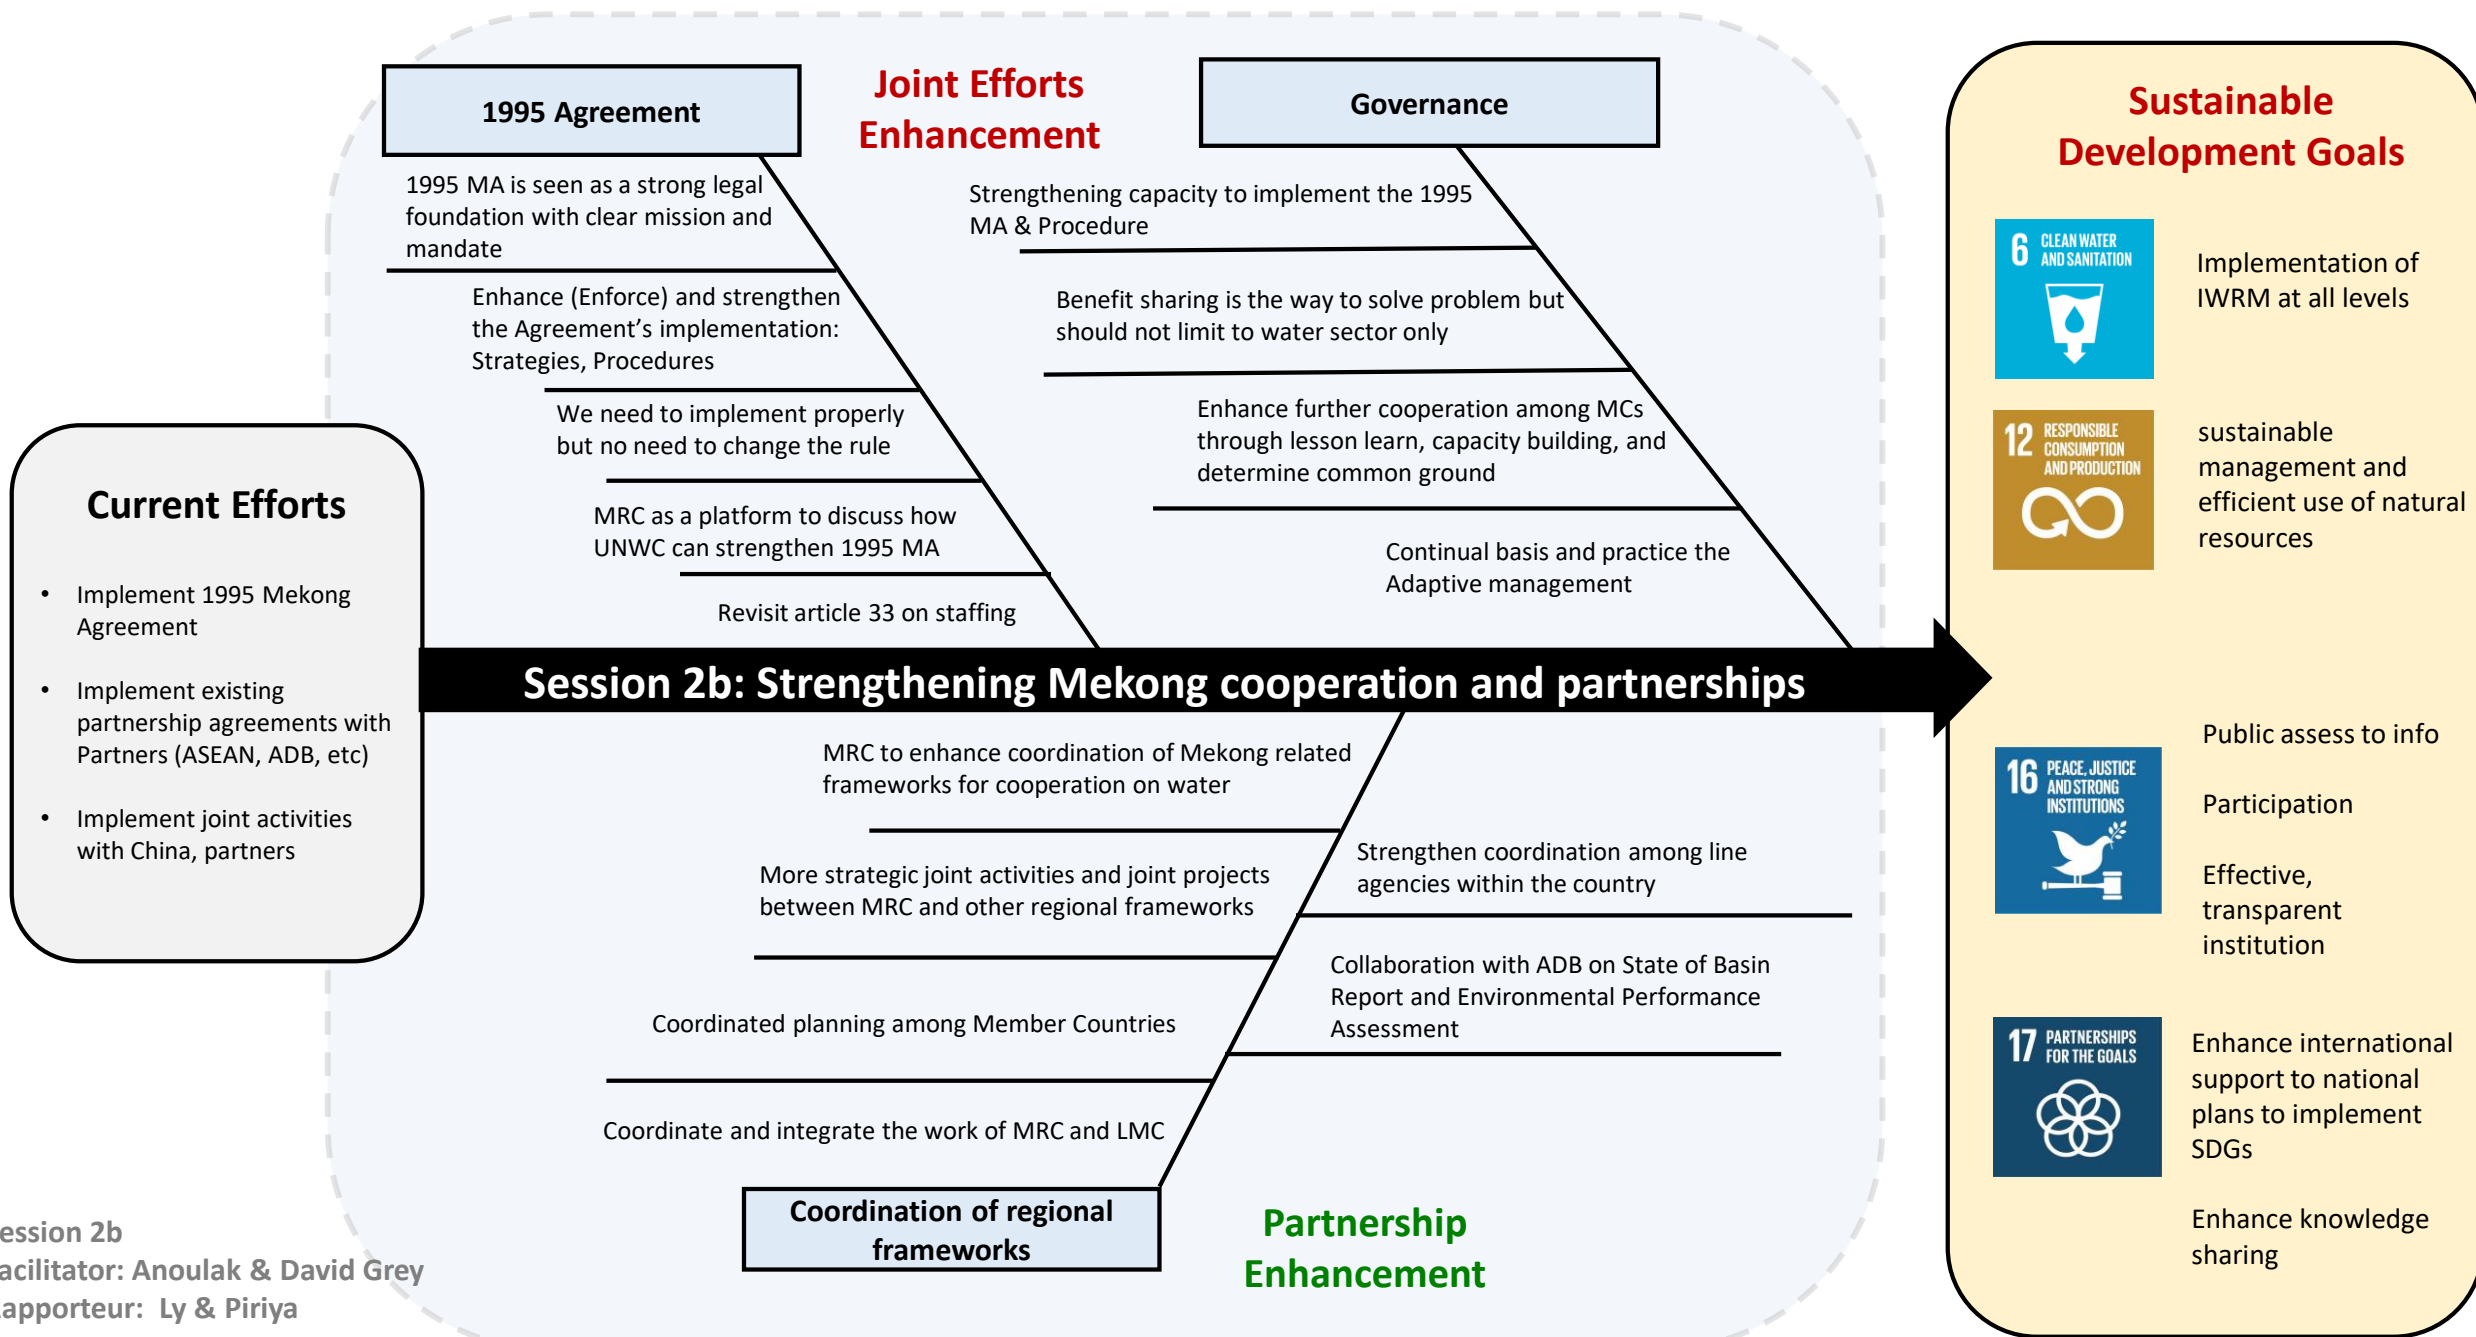 1995 Agreement
Joint Efforts
Enhancement
Governance
1995 MA is seen as a strong legal
foundation with clear mission and
mandate
Enhance (Enforce) and strengthen
the Agreement’s implementation:
Strategies, Procedures
We need to implement properly
but no need to change the rule
MRC as a platform to discuss how
UNWC can strengthen 1995 MA
Revisit article 33 on staffing
Strengthening capacity to implement the 1995
MA & Procedure
Benefit sharing is the way to solve problem but
should not limit to water sector only
Enhance further cooperation among MCs
through lesson learn, capacity building, and
determine common ground
Continual basis and practice the
Adaptive management
Current Efforts
• Implement 1995 Mekong
Agreement
• Implement existing
partnership agreements with
Partners (ASEAN, ADB, etc)
• Implement joint activities
with China, partners
Session 2b: Strengthening Mekong cooperation and partnerships
MRC to enhance coordination of Mekong related
frameworks for cooperation on water
More strategic joint activities and joint projects
between MRC and other regional frameworks
Coordinated planning among Member Countries
Coordinate and integrate the work of MRC and LMC
Strengthen coordination among line
agencies within the country
Collaboration with ADB on State of Basin
Report and Environmental Performance
Assessment
Coordination of regional
frameworks
Partnership
Enhancement
Sustainable
Development Goals
6 CLEAN WATER
AND SANITATION
Implementation of
IWRM at all levels
12 RESPONSIBLE
CONSUMPTION
AND PRODUCTION
sustainable
management and
efficient use of natural
resources
16 PEACE, JUSTICE
AND STRONG
INSTITUTIONS
Public assess to info
Participation
Effective,
transparent
institution
17 PARTNERSHIPS
FOR THE GOALS
Enhance international
support to national
plans to implement
SDGs
Enhance knowledge
sharing
ession 2b
acilitator: Anoulak & David Grey
apporteur: Ly & Piriya